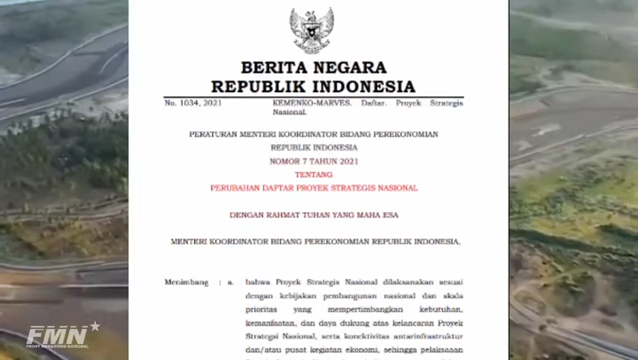 BERITA NEGARA
REPUBLIK INDONESIA
No. 1034, 2021 KEMENKO-MARVES. Daftar. Proyek Strategis
Nasional.
PERATURAN MENTERI KOORDINATOR BIDANG PEREKONOMIAN
REPUBLIK INDONESIA
NOMOR 7 TAHUN 2021
TENTANG
PERUBAHAN DAFTAR PROYEK STRATEGIS NASIONAL
DENGAN RAHMAT TUHAN YANG MAHA ESA
MENTERI KOORDINATOR BIDANG PEREKONOMIAN REPUBLIK INDONESIA,
Menimbang : a. bahwa Proyek Strategis Nasional dilaksanakan sesuai
dengan kebijakan pembangunan nasional dan skala
prioritas yang mempertimbangkan kebutuhan,
kemanfaatan, dan daya dukung atas kelancaran Proyek
Strategis Nasional, serta konektivitas antarinfrastruktur
dan/atau pusat kegiatan ekonomi, sehingga pelaksanaan
FMN
FRONT MAHASISWA NASIONAL